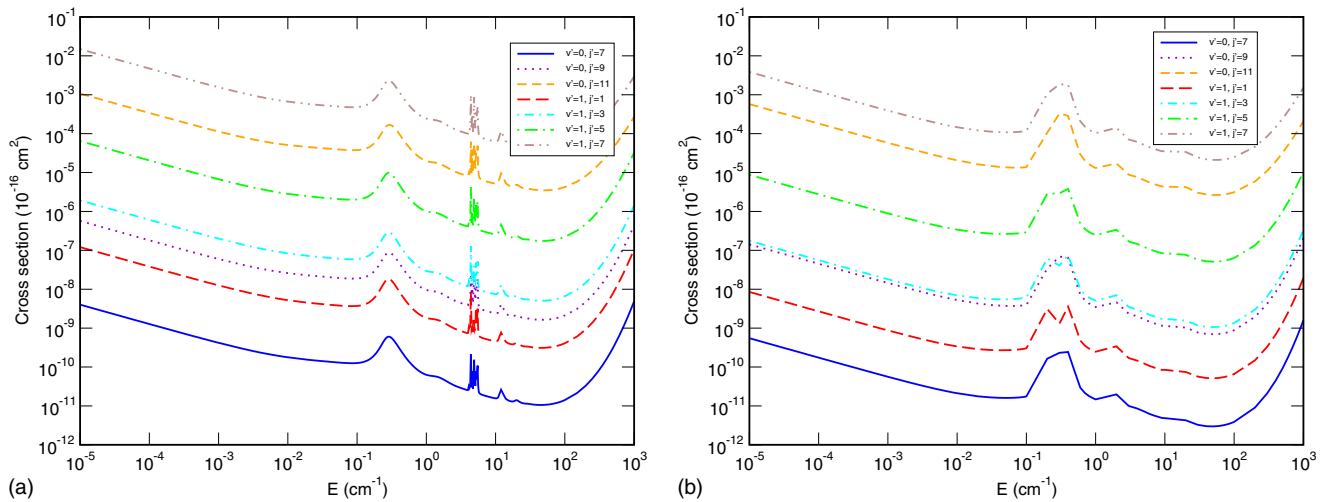 10^-1
10^-2
10^-3
10^-4
10^-5
10^-6
10^-7
10^-8
10^-9
10^-10
10^-11
10^-12
Cross section (10^-16 cm^2)
v'=0, j'=7
v'=0, j'=9
v'=0, j'=11
v'=1, j'=1
v'=1, j'=3
v'=1, j'=5
v'=1, j'=7
10^-5 10^-4 10^-3 10^-2 10^-1 10^0 10^1 10^2 10^3
E (cm^-1)
(a)
10^-1
10^-2
10^-3
10^-4
10^-5
10^-6
10^-7
10^-8
10^-9
10^-10
10^-11
10^-12
Cross section (10^-16 cm^2)
v'=0, j'=7
v'=0, j'=9
v'=0, j'=11
v'=1, j'=1
v'=1, j'=3
v'=1, j'=5
v'=1, j'=7
10^-5 10^-4 10^-3 10^-2 10^-1 10^0 10^1 10^2 10^3
E (cm^-1)
(b)